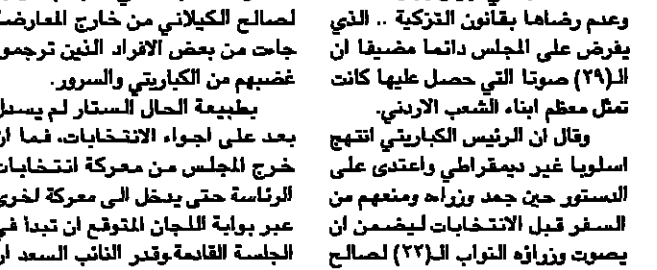 وعدم رضاها بقانون التزكية .. الذي
يفرض على المجلس دائما مضيفا ان
الـ(٢٩) صوتا التي حصل عليها كانت
تمثل معظم ابناء الشعب الاردني.
وقال ان الرئيس الكباريتي انتهج
اسلوبا غير ديمقراطي واعتدى على
الدستور حين جمد وزراءه ومنعهم من
السفر قبل الانتخابات ليضمن ان
يصوت وزراؤه النواب الـ(٢٢) لصالح
لصالح الكيلاني من خارج المعارضة
جاءت من بعض الافراد الذين ترجموا
غضبهم من الكباريتي والسرور.
بطبيعة الحال الستار لم يسدل
بعد على اجواء الانتخابات، فما ان
خرج المجلس من معركة انتخابات
الرئاسة حتى يدخل الى معركة اخرى
عبر بوابة اللجان المتوقع ان تبدأ في
الجلسة القادمة.وقدر النائب السعد ان